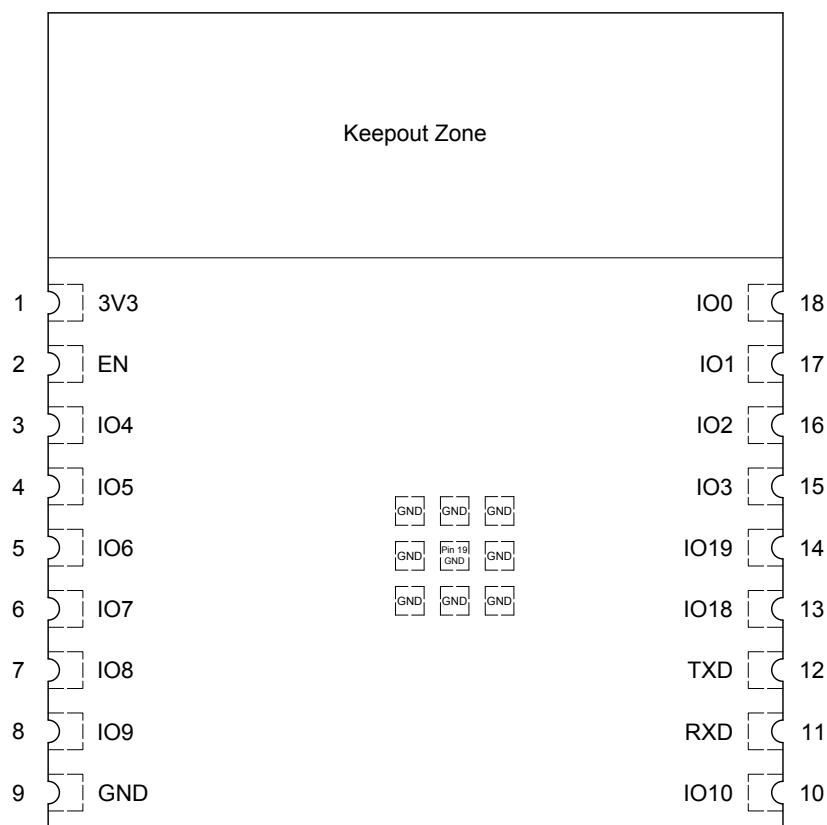 Keepout Zone
1 3V3 IO0 18
2 EN IO1 17
3 IO4 IO2 16
4 IO5 IO3 15
GND GND GND
5 IO6 IO19 14
GND Pin 19 GND GND
6 IO7 IO18 13
GND GND GND
7 IO8 TXD 12
8 IO9 RXD 11
9 GND IO10 10